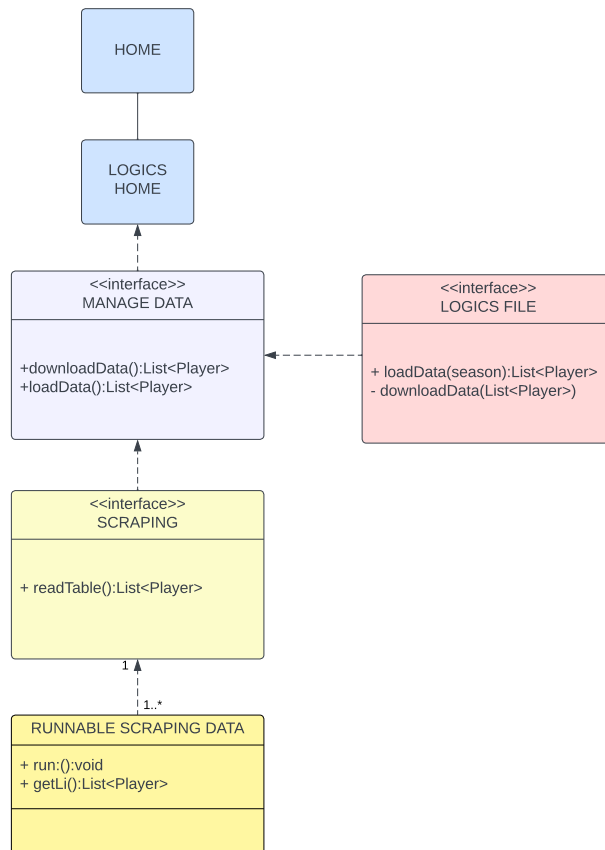 HOME
LOGICS
HOME
<<interface>>
MANAGE DATA
+downloadData():List<Player>
+loadData():List<Player>
<<interface>>
LOGICS FILE
+ loadData(season):List<Player>
- downloadData(List<Player>)
<<interface>>
SCRAPING
+ readTable():List<Player>
1
1..*
RUNNABLE SCRAPING DATA
+ run:():void
+ getLi():List<Player>